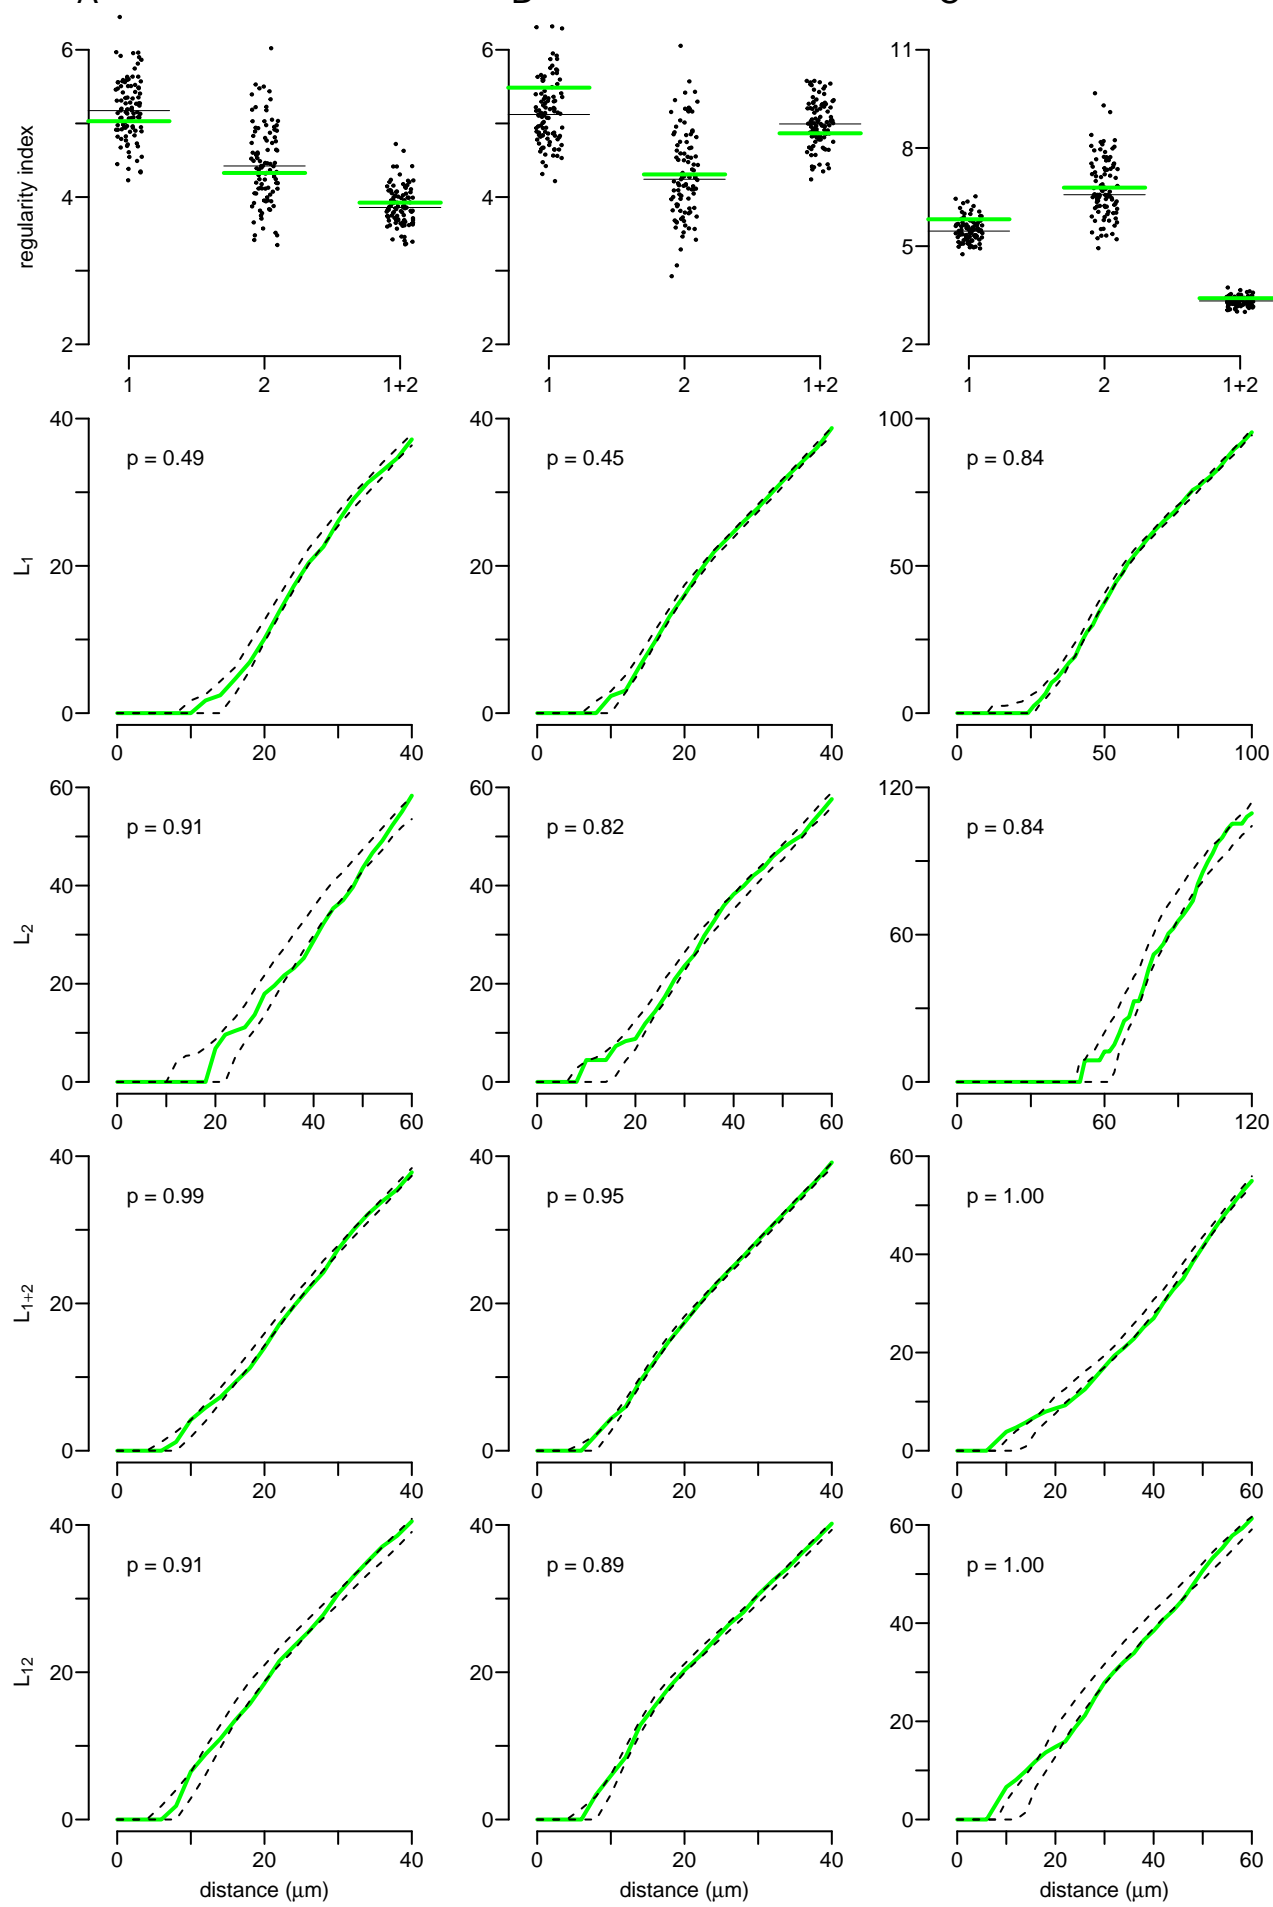 A B C
6 6 11
8
4 4
5
2 2 2
regularity index
1 2 1+2 1 2 1+2 1 2 1+2
40 40 100
p = 0.49 p = 0.45 p = 0.84
L1 20 20 50
0 0 0
0 20 40 0 20 40 0 50 100
60 60 120
p = 0.91 p = 0.82 p = 0.84
40 40
L2 60
20 20
0 0 0
0 20 40 60 0 20 40 60 0 60 120
40 40 60
p = 0.99 p = 0.95 p = 1.00
40
L1+2 20 20
20
0 0 0
0 20 40 0 20 40 0 20 40 60
40 40 60
p = 0.91 p = 0.89 p = 1.00
40
L12 20 20
20
0 0 0
0 20 40 0 20 40 0 20 40 60
distance (μm) distance (μm) distance (μm)